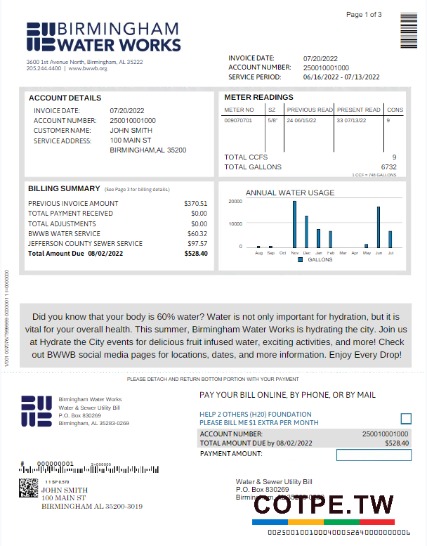 Page 1 of 3
BIRMINGHAM
WATER WORKS
3600 1st Avenue North, Birmingham, AL 35222
205.244.4400 | www.bwwb.org
INVOICE DATE: 07/20/2022
ACCOUNT NUMBER: 250010001000
SERVICE PERIOD: 06/16/2022 - 07/13/2022
ACCOUNT DETAILS
INVOICE DATE: 07/20/2022
ACCOUNT NUMBER: 250010001000
CUSTOMER NAME: JOHN SMITH
SERVICE ADDRESS: 100 MAIN ST
BIRMINGHAM,AL 35200
METER READINGS
METER NO SZ PREVIOUS READ PRESENT READ CONS
5/8" 24 06/15/22 33 07/13/22 9
TOTAL CCFS 9
TOTAL GALLONS 6732
1 CCF = 748 GALLONS
BILLING SUMMARY (See Page 2 for billing details.)
PREVIOUS INVOICE AMOUNT $370.51
TOTAL PAYMENT RECEIVED $0.00
TOTAL ADJUSTMENTS $0.00
BWWB WATER SERVICE $60.32
JEFFERSON COUNTY SEWER SERVICE $97.57
Total Amount Due 08/02/2022 $528.40
ANNUAL WATER USAGE
20000
10000
0
Aug Sep Oct Nov Dec Jan Feb Mar Apr May Jun Jul
GALLONS
Did you know that your body is 60% water? Water is not only important for hydration, but it is
vital for your overall health. This summer, Birmingham Water Works is hydrating the city. Join us
at Hydrate the City events for delicious fruit infused water, exciting activities, and more! Check
out BWWB social media pages for locations, dates, and more information. Enjoy Every Drop!
PLEASE DETACH AND RETURN BOTTOM PORTION WITH YOUR PAYMENT
Birmingham Water Works
Water & Sewer Utility Bill
P.O. Box 830269
Birmingham, AL 35283-0269
PAY YOUR BILL ONLINE, BY PHONE, OR BY MAIL
HELP 2 OTHERS (H2O) FOUNDATION
PLEASE BILL ME $1 EXTRA PER MONTH
ACCOUNT NUMBER: 250010001000
TOTAL AMOUNT DUE by 08/02/2022 $528.40
PAYMENT AMOUNT:
JOHN SMITH
100 MAIN ST
BIRMINGHAM AL 35200-3019
Water & Sewer Utility Bill
P.O. Box 830269
COTPE.TW